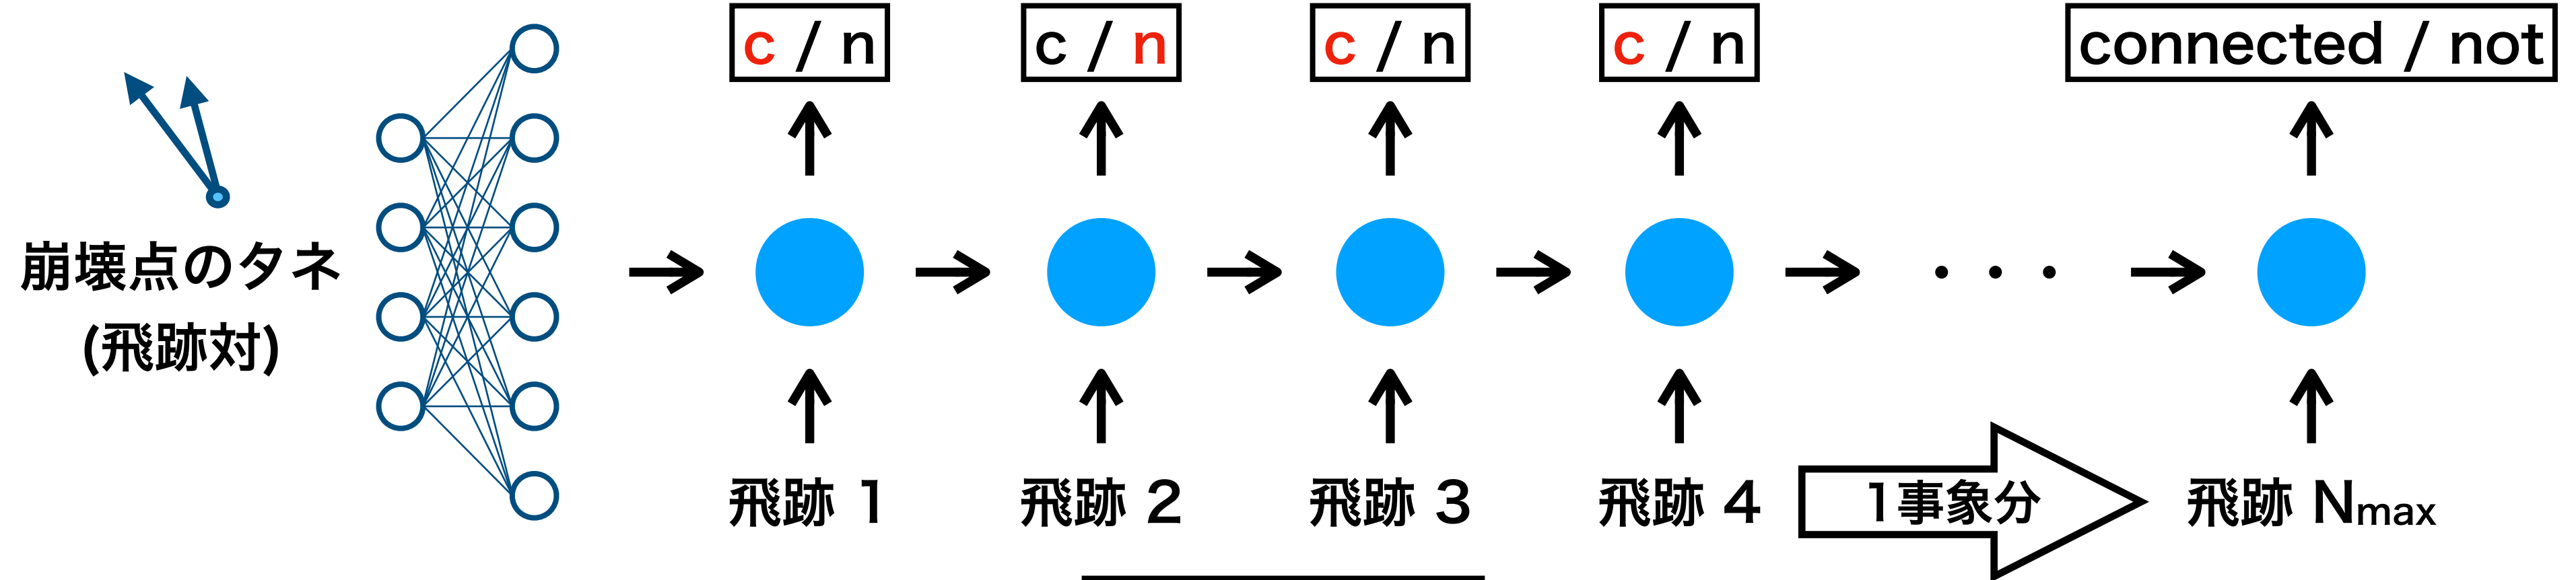 c / n
c / n
c / n
c / n
connected / not
崩壊点のタネ
(飛跡対)
飛跡 1
飛跡 2
飛跡 3
飛跡 4
1事象分
飛跡 Nmax